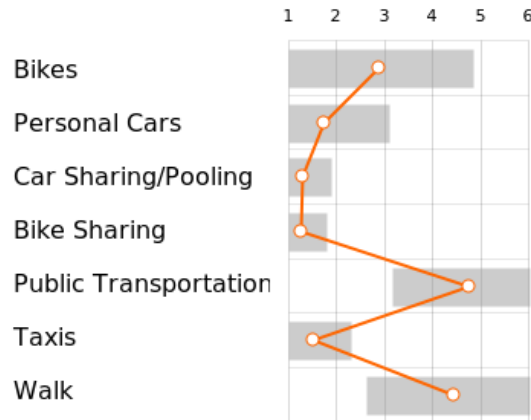 1 2 3 4 5 6
Bikes
Personal Cars
Car Sharing/Pooling
Bike Sharing
Public Transportation
Taxis
Walk